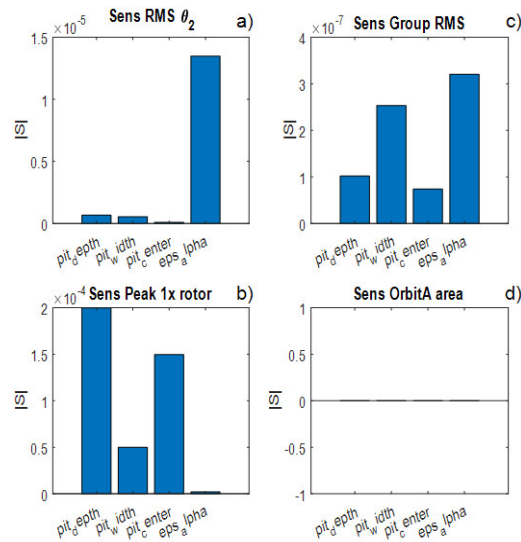 Sens RMS θ₂ a)
×10⁻⁵
1.5
1
0.5
0
|S|
pit_depth pit_width pit_center eps_alpha
Sens Group RMS c)
×10⁻⁷
4
3
2
1
0
|S|
pit_depth pit_width pit_center eps_alpha
Sens Peak 1x rotor b)
×10⁻⁴
2
1.5
1
0.5
0
|S|
pit_depth pit_width pit_center eps_alpha
Sens OrbitA area d)
1
0.5
0
-0.5
-1
|S|
pit_depth pit_width pit_center eps_alpha